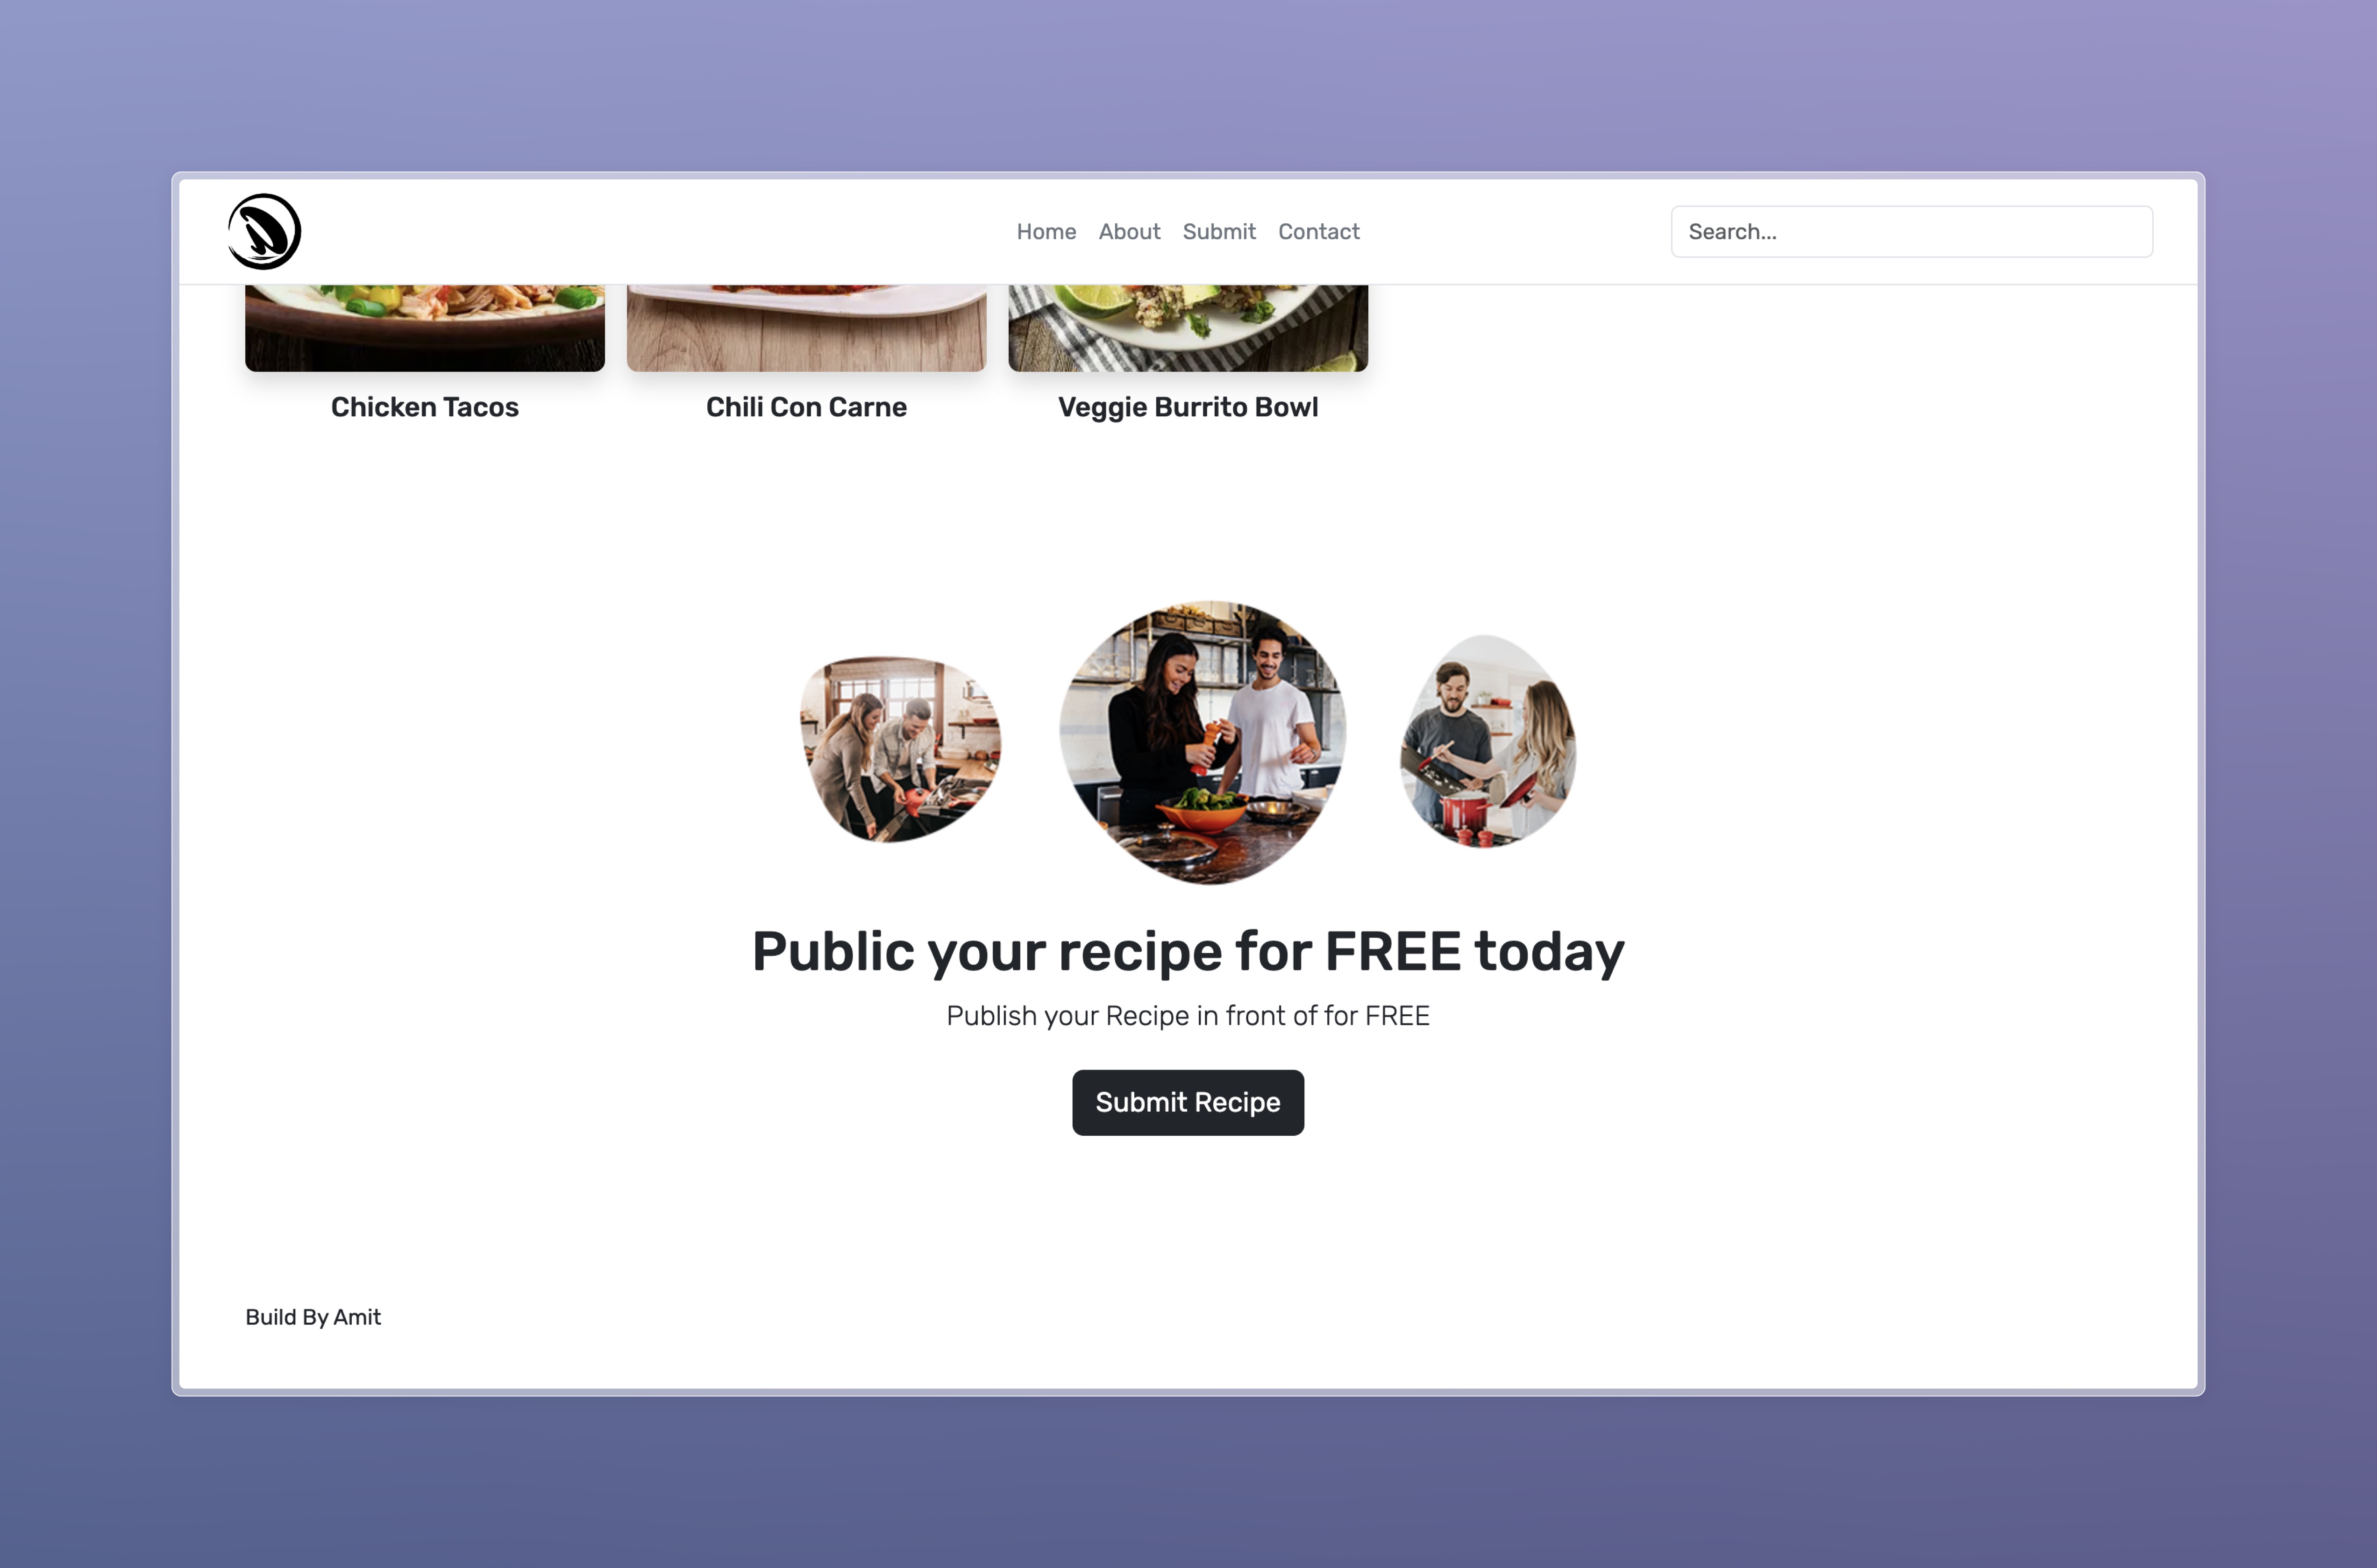 Home About Submit Contact Search...
Chicken Tacos Chili Con Carne Veggie Burrito Bowl
Public your recipe for FREE today
Publish your Recipe in front of for FREE
Submit Recipe
Build By Amit